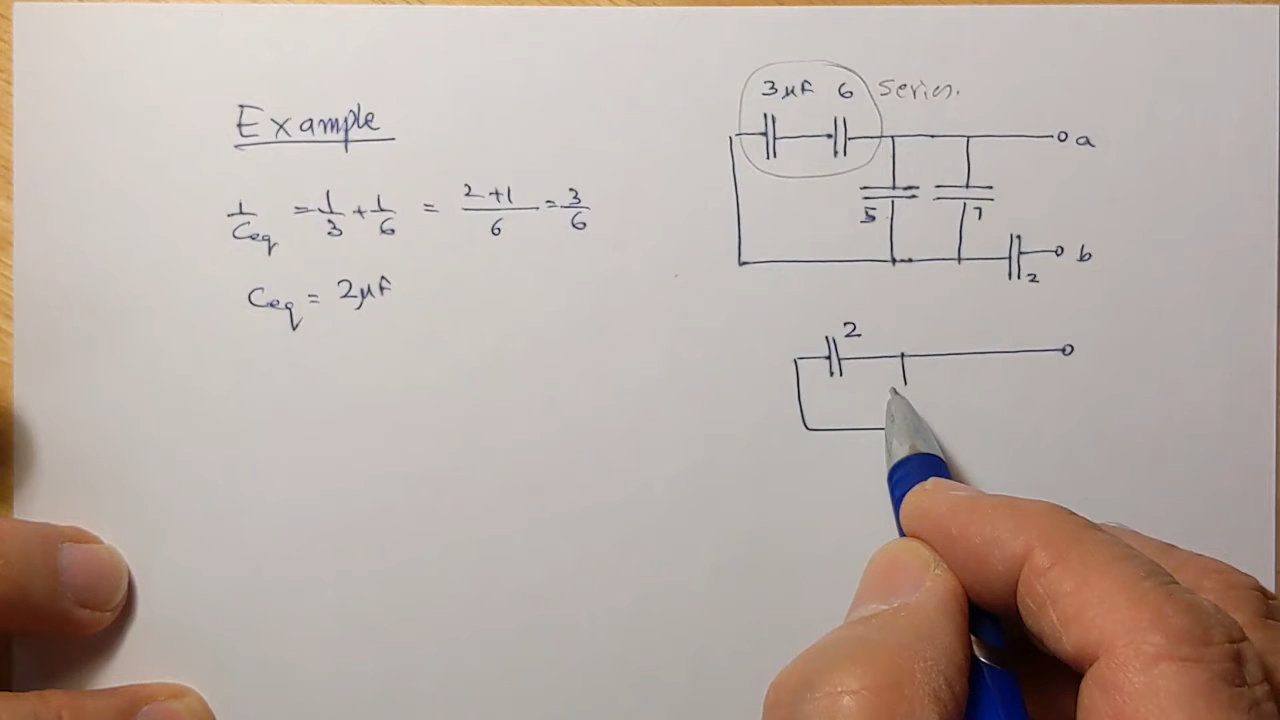 Example
1/Ceq = 1/3 + 1/6 = 2+1/6 = 3/6
Ceq = 2μF
3μF 6 series.
a
5 7
b
2
2